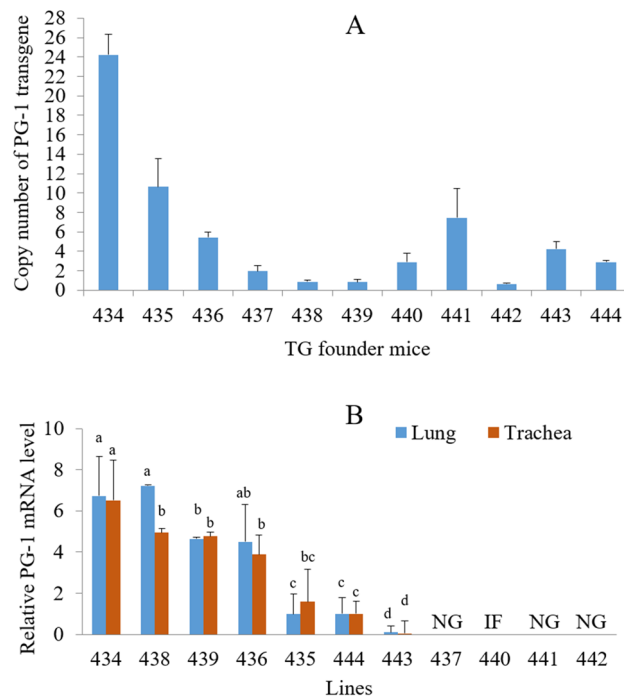 A
Copy number of PG-1 transgene
28
26
24
22
20
18
16
14
12
10
8
6
4
2
0
434 435 436 437 438 439 440 441 442 443 444
TG founder mice
B
Lung Trachea
Relative PG-1 mRNA level
10
8
6
4
2
0
a a a b b b ab b c bc c c d d NG IF NG NG
434 438 439 436 435 444 443 437 440 441 442
Lines